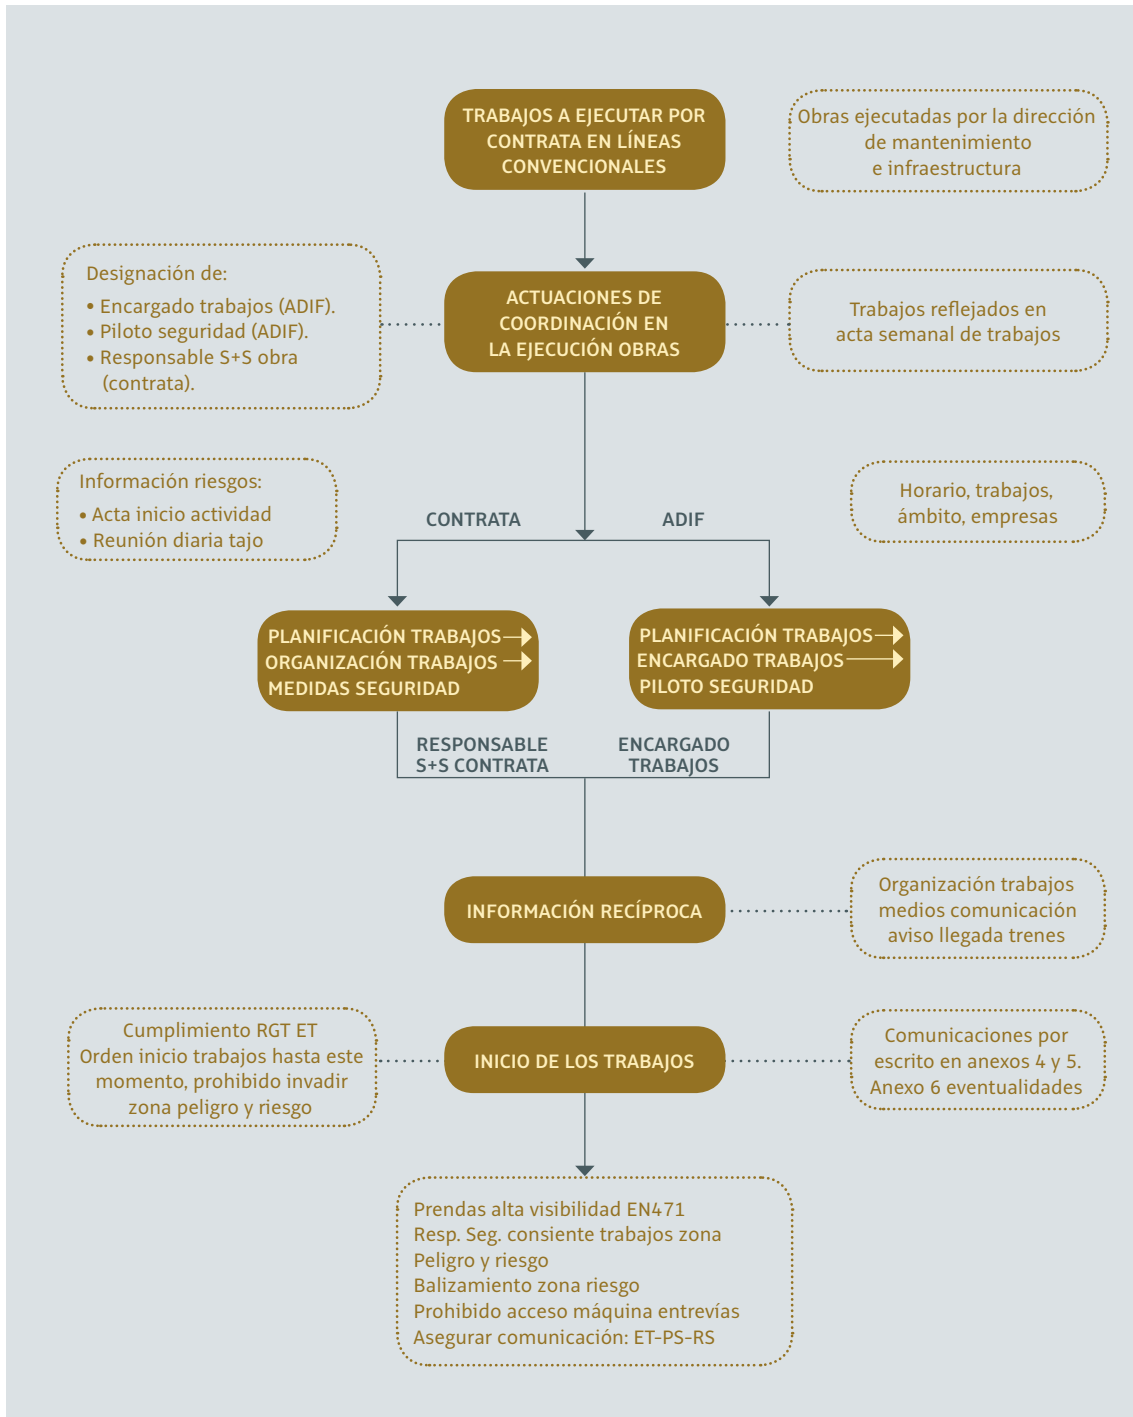 TRABAJOS A EJECUTAR POR
CONTRATA EN LÍNEAS
CONVENCIONALES
Obras ejecutadas por la dirección
de mantenimiento
e infraestructura
Designación de:
• Encargado trabajos (ADIF).
• Piloto seguridad (ADIF).
• Responsable S+S obra
(contrata).
ACTUACIONES DE
COORDINACIÓN EN
LA EJECUCIÓN OBRAS
Trabajos reflejados en
acta semanal de trabajos
Información riesgos:
• Acta inicio actividad
• Reunión diaria tajo
Horario, trabajos,
ámbito, empresas
CONTRATA
ADIF
PLANIFICACIÓN TRABAJOS
ORGANIZACIÓN TRABAJOS
MEDIDAS SEGURIDAD
PLANIFICACIÓN TRABAJOS
ENCARGADO TRABAJOS
PILOTO SEGURIDAD
RESPONSABLE
S+S CONTRATA
ENCARGADO
TRABAJOS
INFORMACIÓN RECÍPROCA
Organización trabajos
medios comunicación
aviso llegada trenes
Cumplimiento RGT ET
Orden inicio trabajos hasta este
momento, prohibido invadir
zona peligro y riesgo
INICIO DE LOS TRABAJOS
Comunicaciones por
escrito en anexos 4 y 5.
Anexo 6 eventualidades
Prendas alta visibilidad EN471
Resp. Seg. consiente trabajos zona
Peligro y riesgo
Balizamiento zona riesgo
Prohibido acceso máquina entrevías
Asegurar comunicación: ET-PS-RS